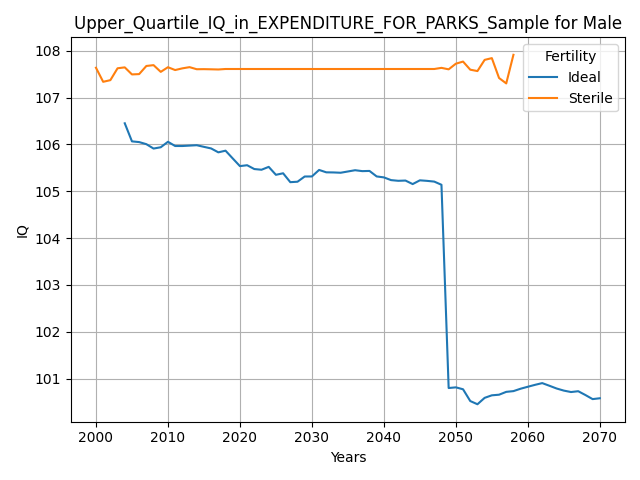 Upper_Quartile_IQ_in_EXPENDITURE_FOR_PARKS_Sample for Male
Fertility
Ideal
Sterile
IQ
108
107
106
105
104
103
102
101
2000 2010 2020 2030 2040 2050 2060 2070
Years